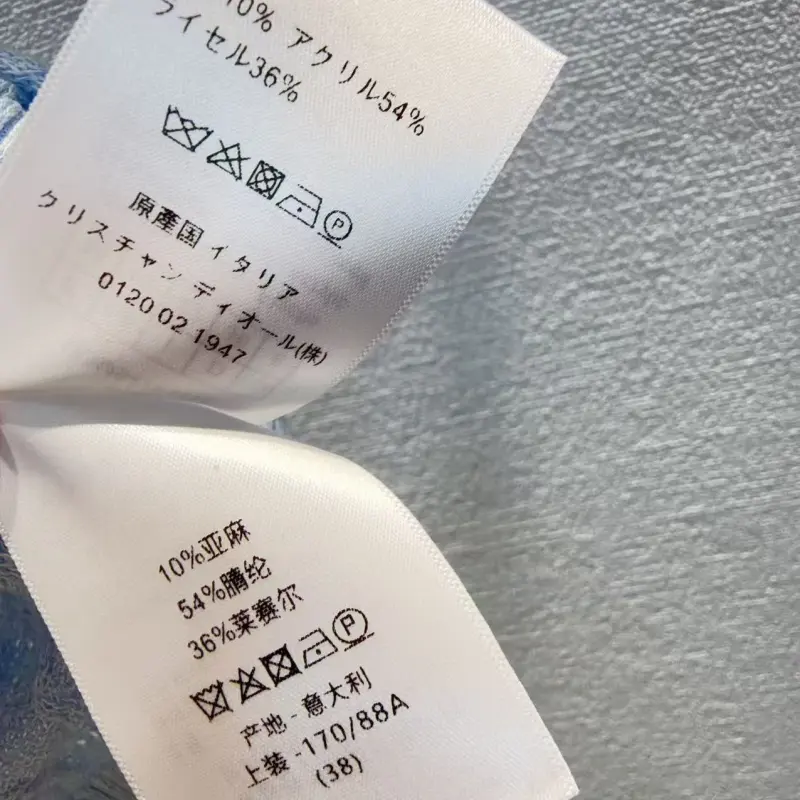 10% アクリル54%
ライセル36%
P
原産国 イタリア
クリスチャン ディオール(株)
0120 02 1947
10%亚麻
54%腈纶
36%莱赛尔
P
产地 - 意大利
上装 -170/88A
(38)